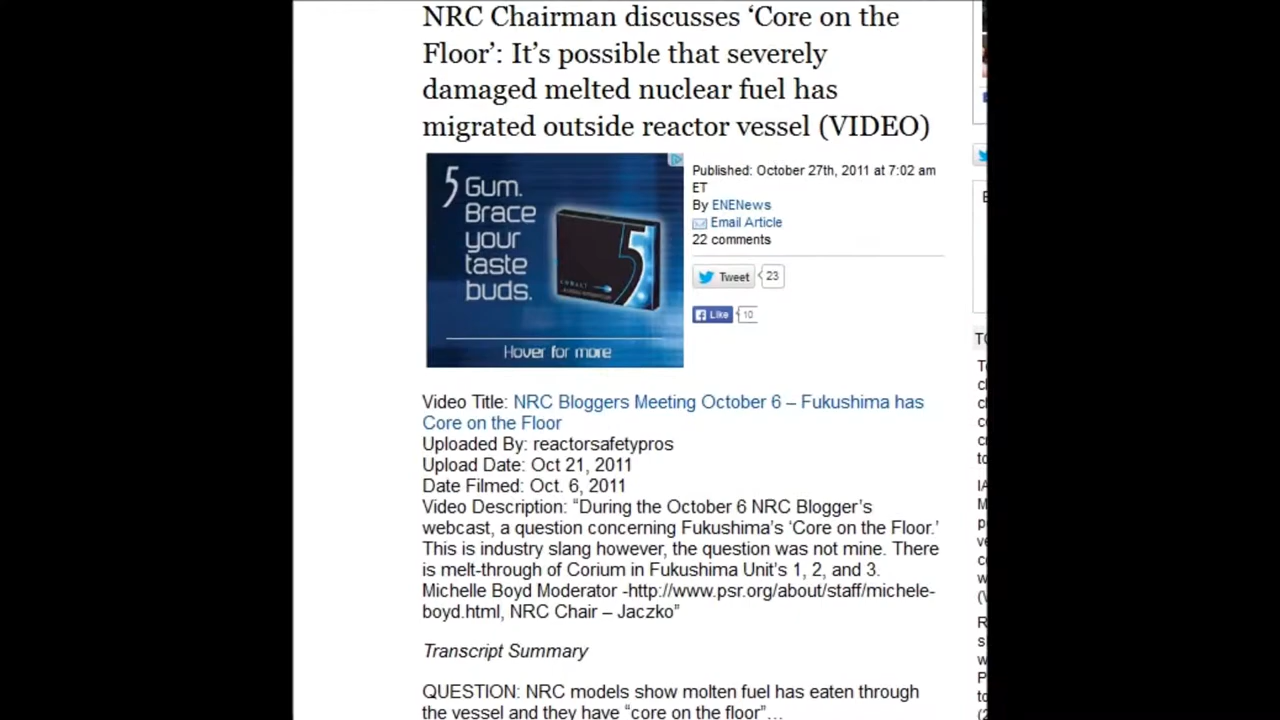 NRC Chairman discusses ‘Core on the
Floor’: It’s possible that severely
damaged melted nuclear fuel has
migrated outside reactor vessel (VIDEO)
5 Gum.
Brace
your
taste
buds.
5
COBALT
Hover for more
Published: October 27th, 2011 at 7:02 am
ET
By ENENews
Email Article
22 comments
Tweet 23
Like 10
Video Title: NRC Bloggers Meeting October 6 – Fukushima has
Core on the Floor
Uploaded By: reactorsafetypros
Upload Date: Oct 21, 2011
Date Filmed: Oct. 6, 2011
Video Description: “During the October 6 NRC Blogger’s
webcast, a question concerning Fukushima’s ‘Core on the Floor.’
This is industry slang however, the question was not mine. There
is melt-through of Corium in Fukushima Unit’s 1, 2, and 3.
Michelle Boyd Moderator -http://www.psr.org/about/staff/michele-
boyd.html, NRC Chair – Jaczko”
Transcript Summary
QUESTION: NRC models show molten fuel has eaten through
the vessel and they have “core on the floor”…